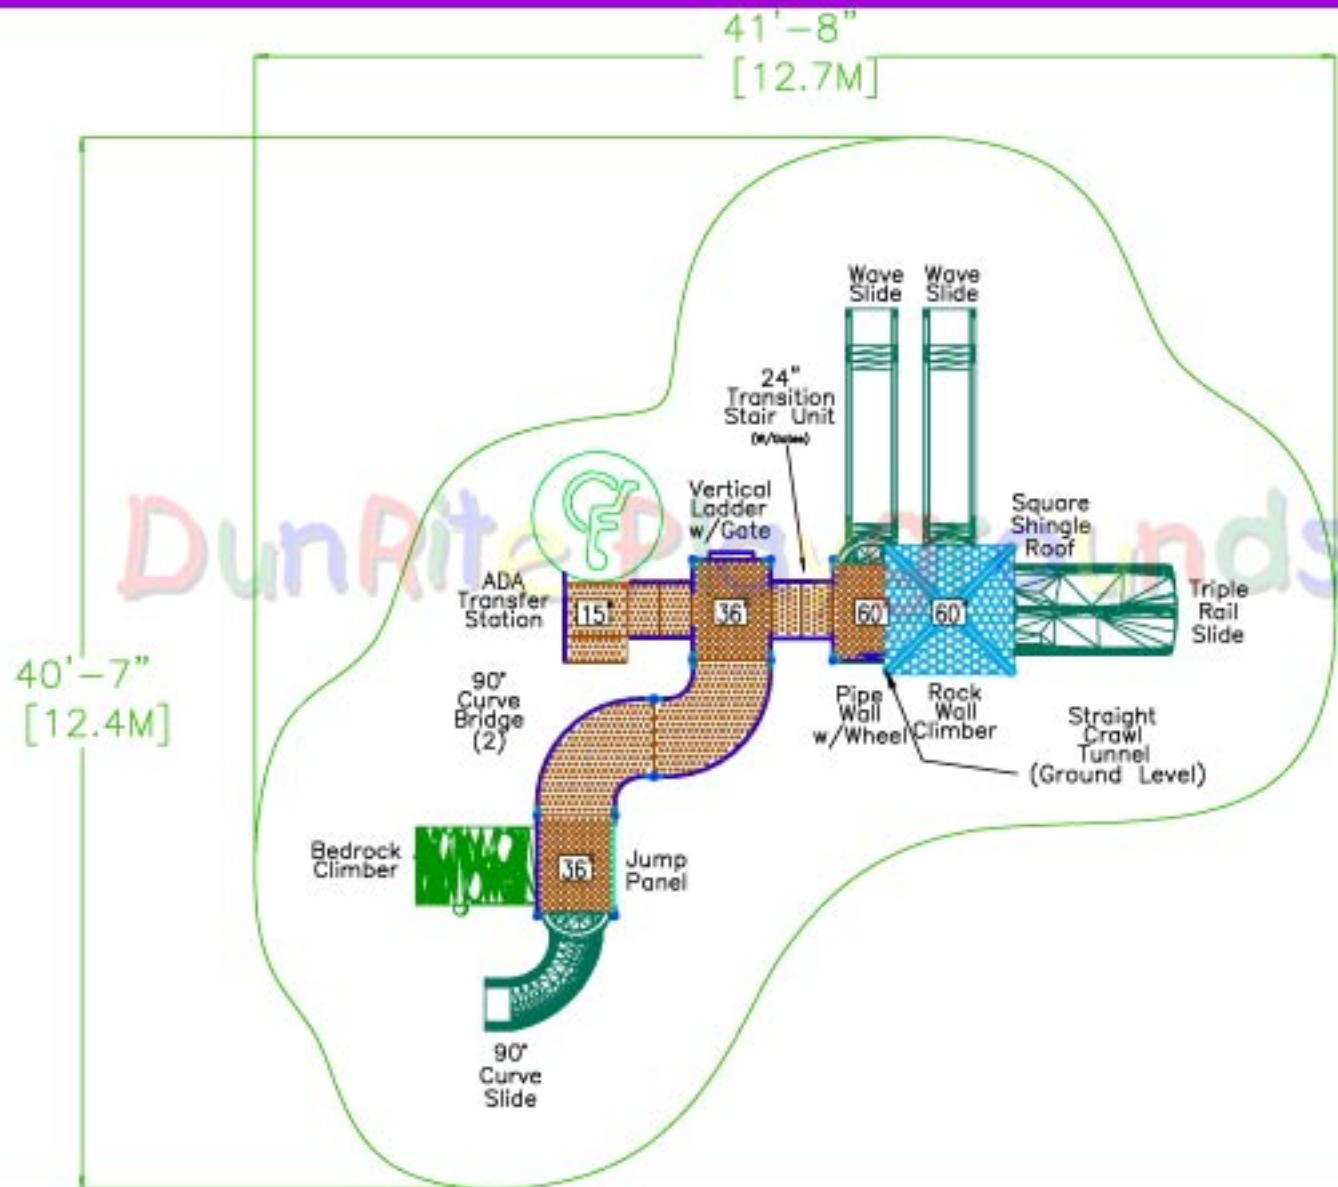 41'-8"
[12.7M]
Wave
Slide
Wave
Slide
24"
Transition
Stair Unit
Vertical
Ladder
w/Gate
Square
Shingle
Roof
DunRite Playgrounds
ADA
Transfer
Station
15"
36"
60"
60"
Triple
Rail
Slide
40'-7"
[12.4M]
90°
Curve
Bridge
(2)
Pipe
Wall
w/Wheel
Rock
Wall
Climber
Straight
Crawl
Tunnel
(Ground Level)
Bedrock
Climber
36"
Jump
Panel
90°
Curve
Slide